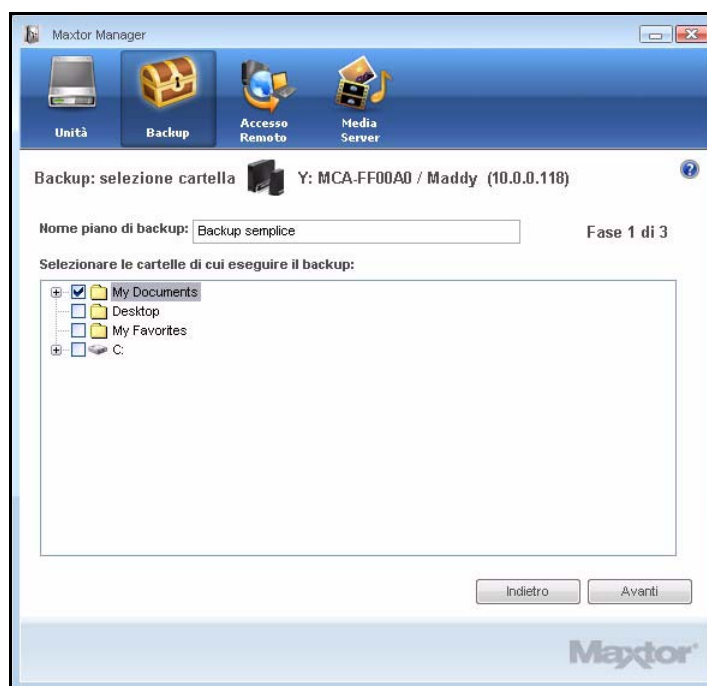 Maxtor Manager
Unità
Backup
Accesso
Remoto
Media
Server
Backup: selezione cartella Y: MCA-FF00A0 / Maddy (10.0.0.118)
?
Nome piano di backup: Backup semplice Fase 1 di 3
Selezionare le cartelle di cui eseguire il backup:
My Documents
Desktop
My Favorites
C:
Indietro
Avanti
Maxtor